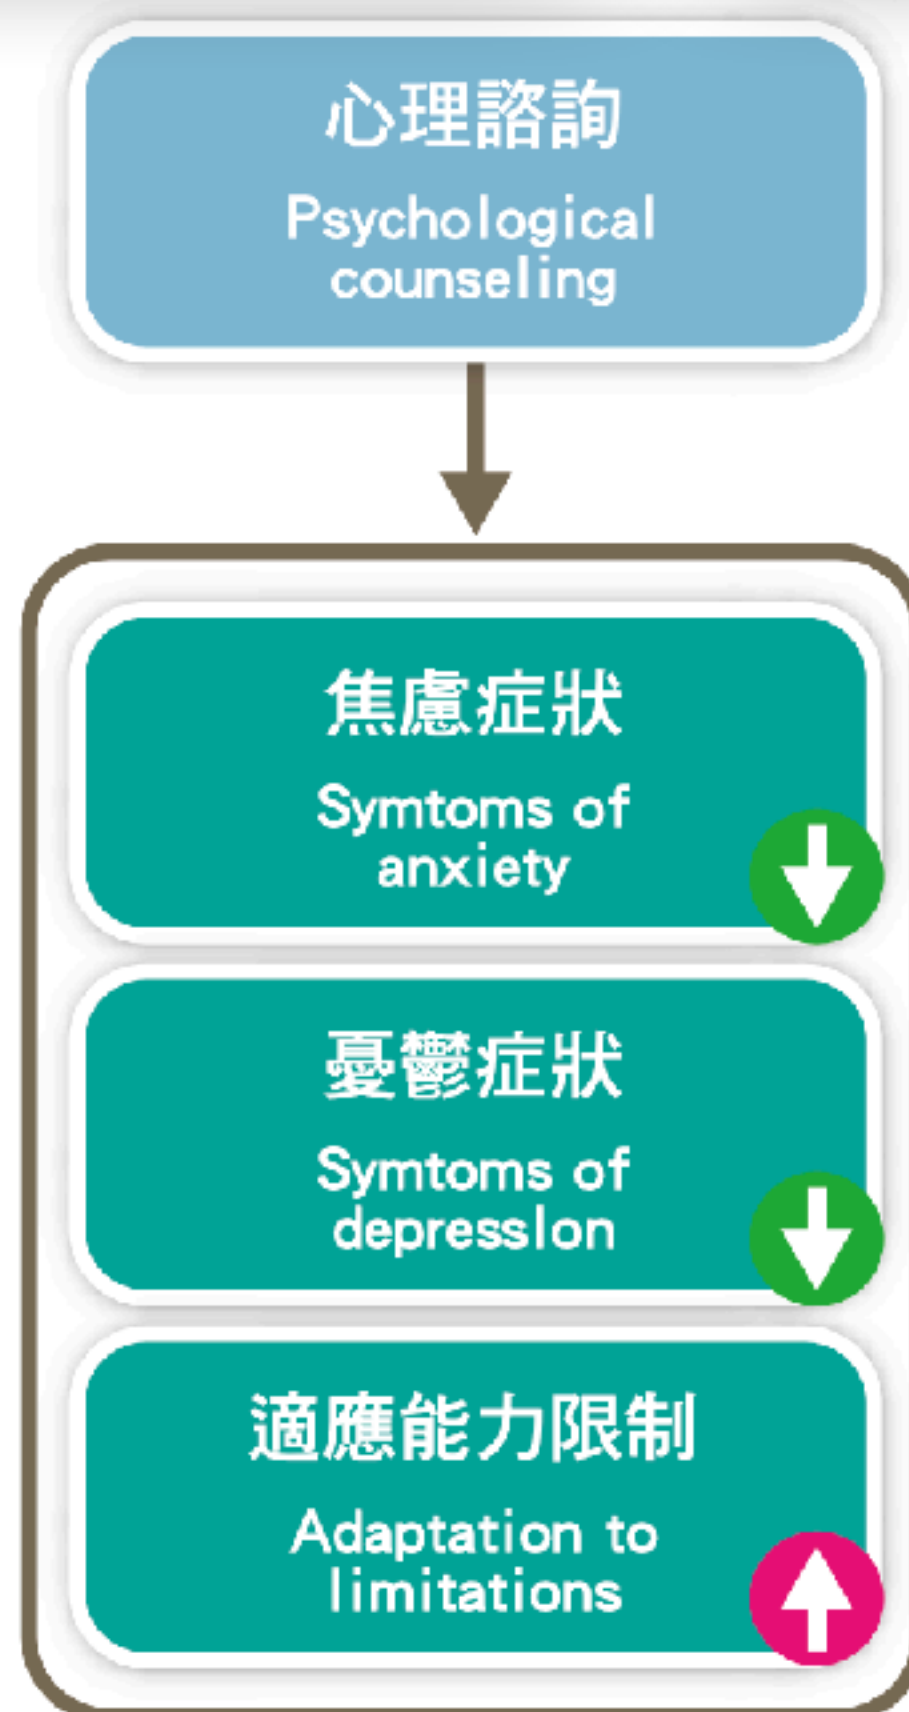 心理諮詢
Psychological
counseling
焦慮症狀
Symtoms of
anxiety
憂鬱症狀
Symtoms of
depresslon
適應能力限制
Adaptation to
limitations